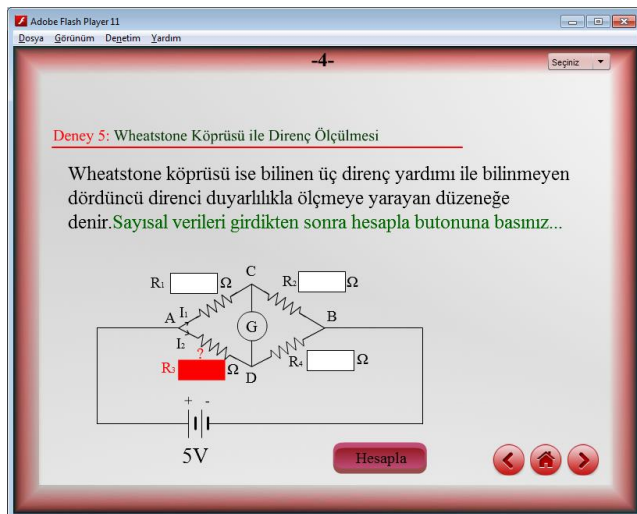 Adobe Flash Player 11
Dosya Görünüm Denetim Yardım
-4-
Seçiniz
Deney 5: Wheatstone Köprüsü ile Direnç Ölçülmesi
Wheatstone köprüsü ise bilinen üç direnç yardımı ile bilinmeyen
dördüncü direnci duyarlılıkla ölçmeye yarayan düzeneğe
denir.Sayısal verileri girdikten sonra hesapla butonuna basınız...
R₁ Ω C R₂ Ω
A I₁ G B
I₂
?
R₃ Ω D R₄ Ω
+ -
5V
Hesapla